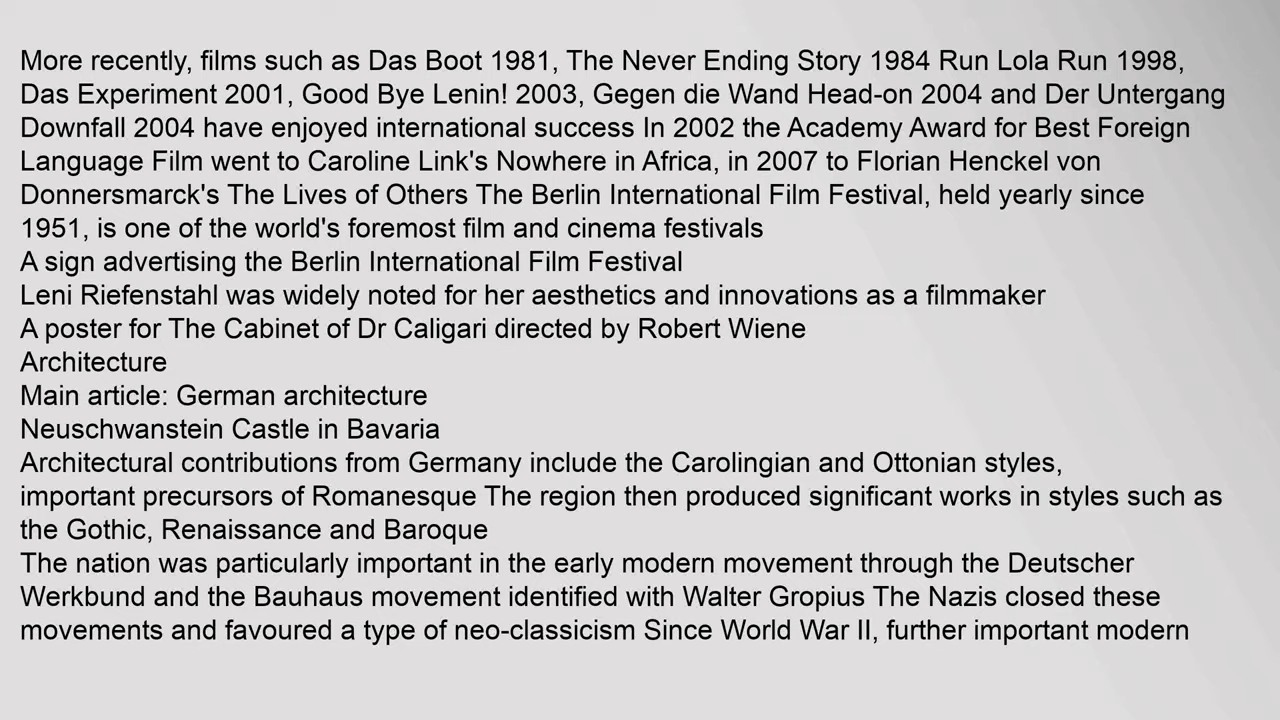 More recently, films such as Das Boot 1981, The Never Ending Story 1984 Run Lola Run 1998,
Das Experiment 2001, Good Bye Lenin! 2003, Gegen die Wand Head-on 2004 and Der Untergang
Downfall 2004 have enjoyed international success In 2002 the Academy Award for Best Foreign
Language Film went to Caroline Link's Nowhere in Africa, in 2007 to Florian Henckel von
Donnersmarck's The Lives of Others The Berlin International Film Festival, held yearly since
1951, is one of the world's foremost film and cinema festivals
A sign advertising the Berlin International Film Festival
Leni Riefenstahl was widely noted for her aesthetics and innovations as a filmmaker
A poster for The Cabinet of Dr Caligari directed by Robert Wiene
Architecture
Main article: German architecture
Neuschwanstein Castle in Bavaria
Architectural contributions from Germany include the Carolingian and Ottonian styles,
important precursors of Romanesque The region then produced significant works in styles such as
the Gothic, Renaissance and Baroque
The nation was particularly important in the early modern movement through the Deutscher
Werkbund and the Bauhaus movement identified with Walter Gropius The Nazis closed these
movements and favoured a type of neo-classicism Since World War II, further important modern